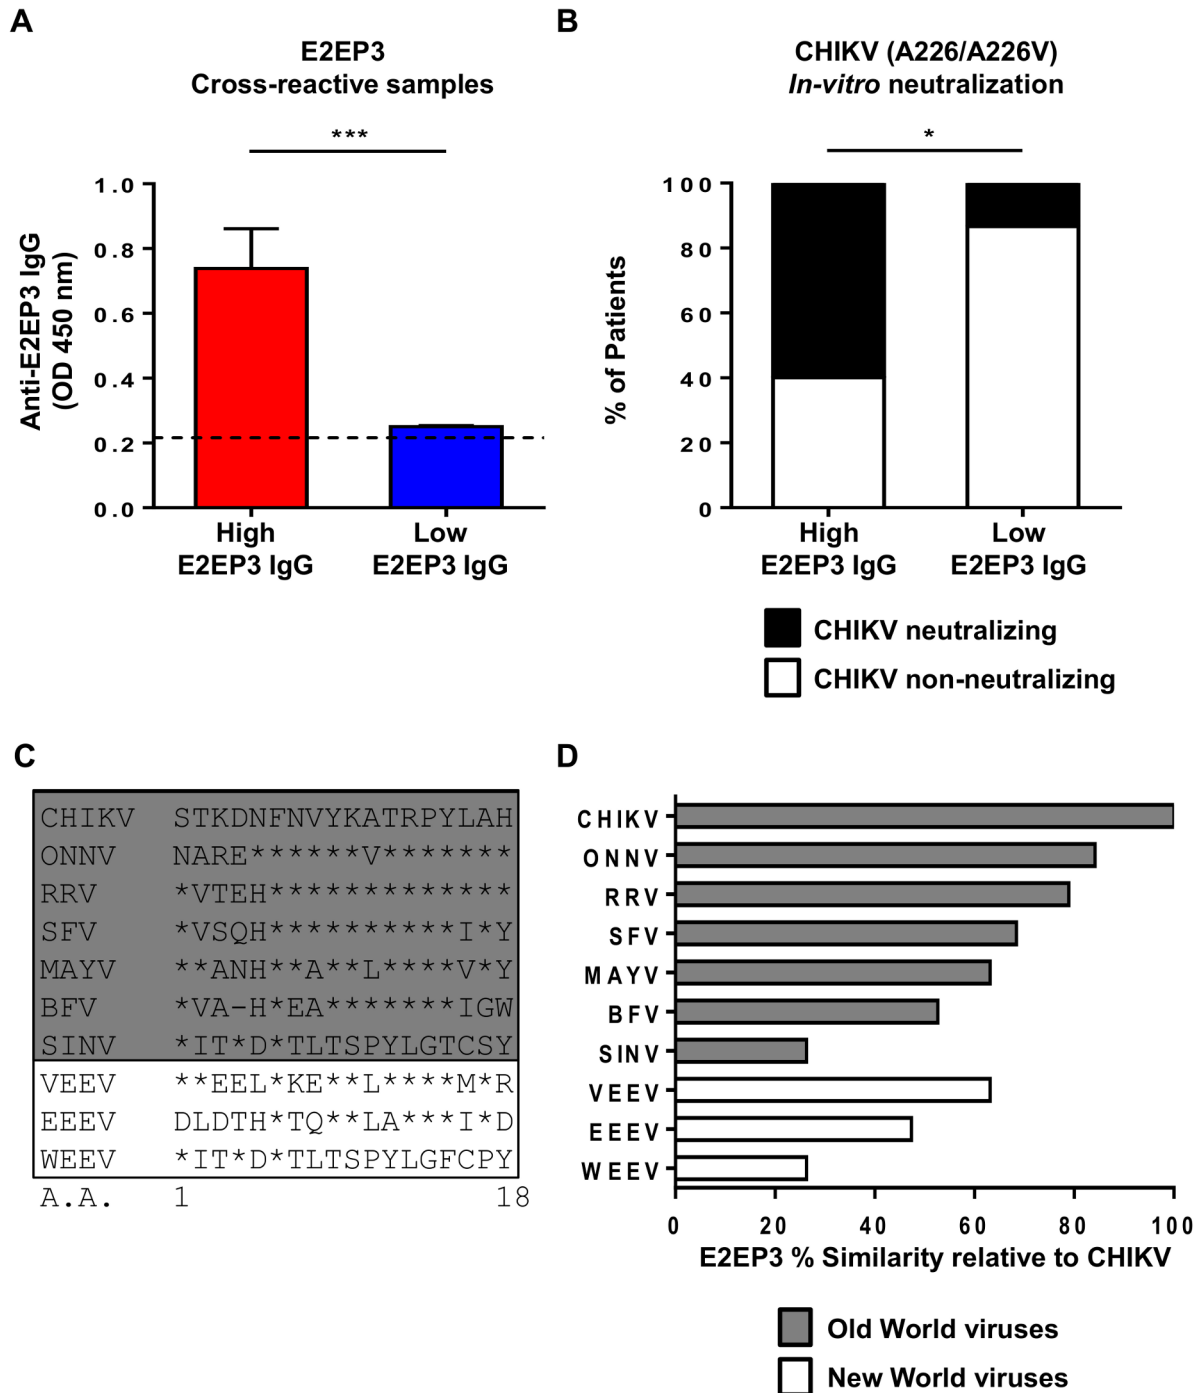 A
E2EP3
Cross-reactive samples
***
Anti-E2EP3 IgG
(OD 450 nm)
1.0
0.8
0.6
0.4
0.2
0.0
High
E2EP3 IgG
Low
E2EP3 IgG
B
CHIKV (A226/A226V)
In-vitro neutralization
*
% of Patients
100
80
60
40
20
0
High
E2EP3 IgG
Low
E2EP3 IgG
CHIKV neutralizing
CHIKV non-neutralizing
C
CHIKV STKDNFNVYKATRPYLAH
ONNV NARE******V*******
RRV *VTEH*************
SFV *VSQH**********I*Y
MAYV **ANH**A**L****V*Y
BFV *VA-H*EA*******IGW
SINV *IT*D*TLTSPYLGTCSY
VEEV **EEL*KE**L****M*R
EEEV DLDTH*TQ**LA***I*D
WEEV *IT*D*TLTSPYLGFCPY
A.A. 1 18
D
CHIKV
ONNV
RRV
SFV
MAYV
BFV
SINV
VEEV
EEEV
WEEV
0 20 40 60 80 100
E2EP3 % Similarity relative to CHIKV
Old World viruses
New World viruses